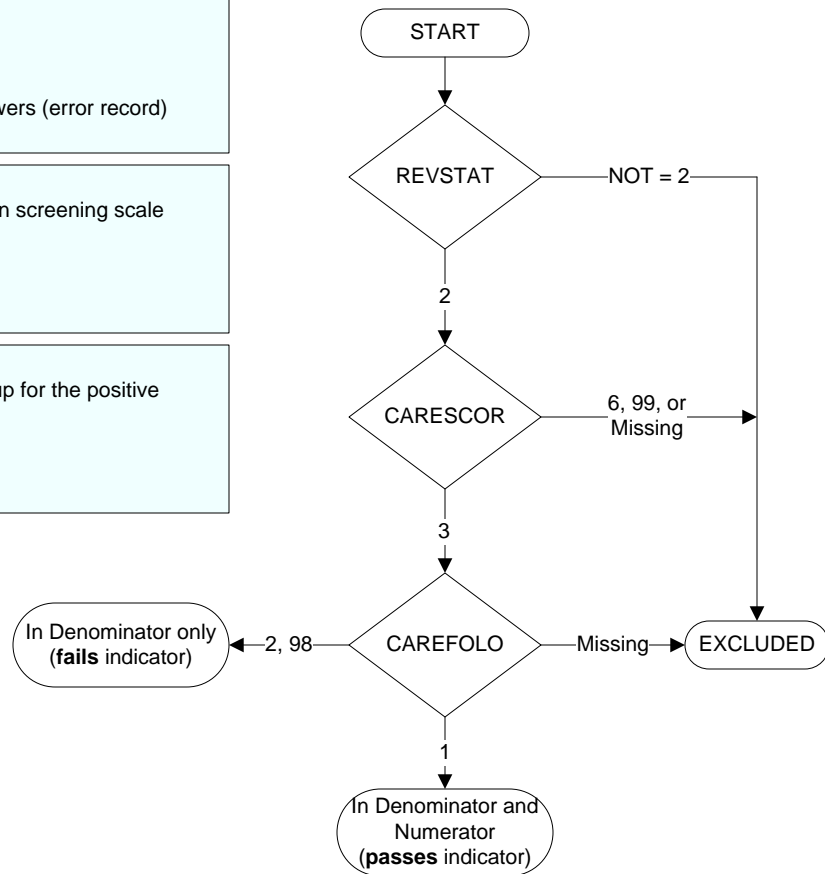 wers (error record)
n screening scale
up for the positive
START
REVSTAT
NOT = 2
2
CARESCOR
6, 99, or
Missing
3
CAREFOLO
2, 98
In Denominator only
(fails indicator)
Missing
EXCLUDED
1
In Denominator and
Numerator
(passes indicator)